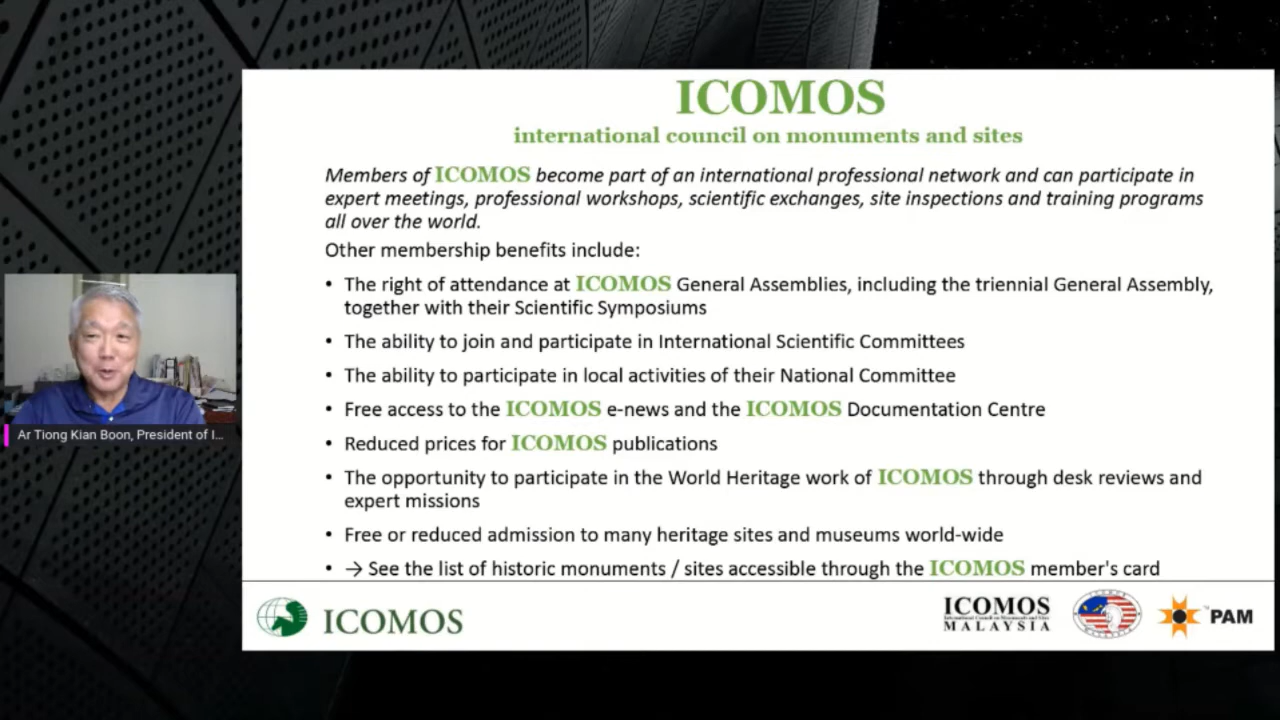 ICOMOS
international council on monuments and sites
Members of ICOMOS become part of an international professional network and can participate in
expert meetings, professional workshops, scientific exchanges, site inspections and training programs
all over the world.
Other membership benefits include:
• The right of attendance at ICOMOS General Assemblies, including the triennial General Assembly,
together with their Scientific Symposiums
• The ability to join and participate in International Scientific Committees
• The ability to participate in local activities of their National Committee
• Free access to the ICOMOS e-news and the ICOMOS Documentation Centre
• Reduced prices for ICOMOS publications
• The opportunity to participate in the World Heritage work of ICOMOS through desk reviews and
expert missions
• Free or reduced admission to many heritage sites and museums world-wide
• → See the list of historic monuments / sites accessible through the ICOMOS member's card
Ar Tiong Kian Boon, President of I...
ICOMOS
ICOMOS
International Council on Monuments and Sites
MALAYSIA
PAM